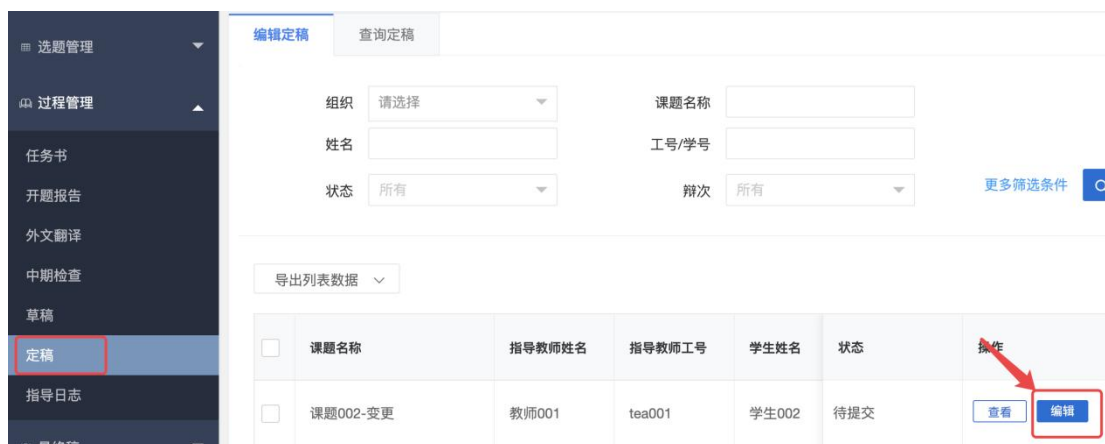 选题管理
过程管理
任务书
开题报告
外文翻译
中期检查
草稿
定稿
指导日志
编辑定稿 查询定稿
组织 请选择 课题名称
姓名 工号/学号
状态 所有 辩次 所有 更多筛选条件
导出列表数据
课题名称 指导教师姓名 指导教师工号 学生姓名 状态 操作
课题002-变更 教师001 tea001 学生002 待提交 查看 编辑